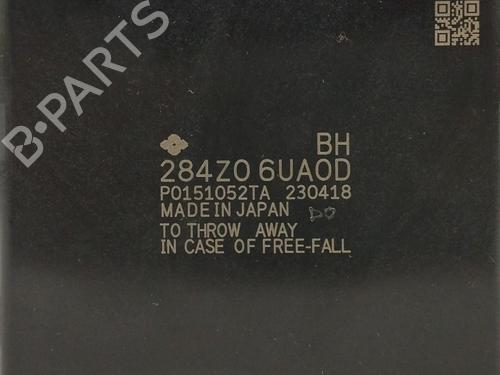 B-PARTS
BH
284Z0 6UA0D
P0151052TA 230418
MADE IN JAPAN
TO THROW AWAY
IN CASE OF FREE-FALL